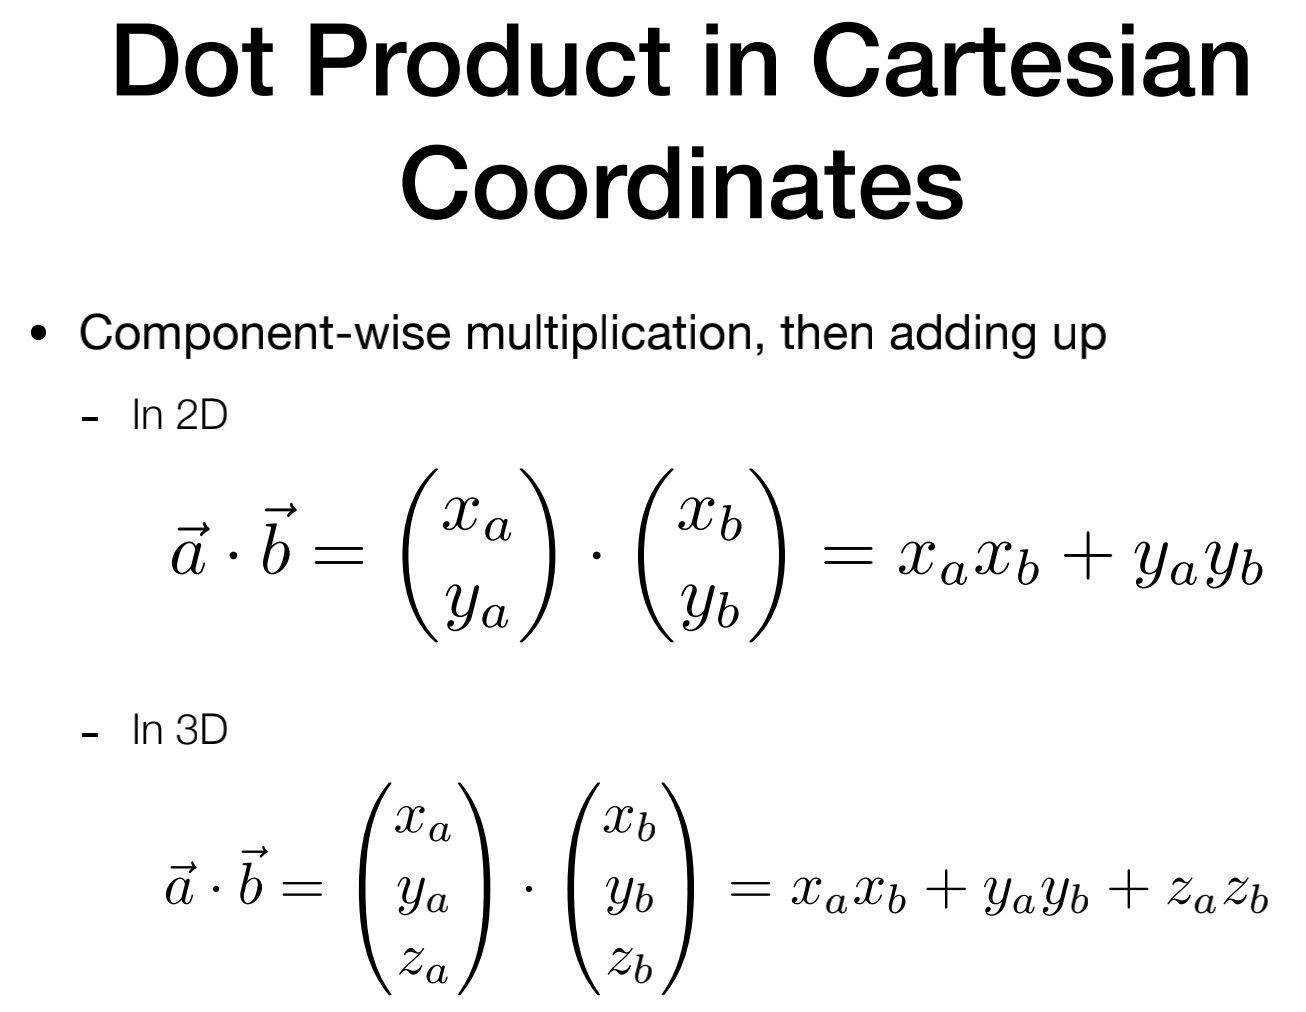 Dot Product in Cartesian
Coordinates
• Component-wise multiplication, then adding up
- In 2D
$\vec{a} \cdot \vec{b} = \begin{pmatrix} x_a \\ y_a \end{pmatrix} \cdot \begin{pmatrix} x_b \\ y_b \end{pmatrix} = x_a x_b + y_a y_b$
- In 3D
$\vec{a} \cdot \vec{b} = \begin{pmatrix} x_a \\ y_a \\ z_a \end{pmatrix} \cdot \begin{pmatrix} x_b \\ y_b \\ z_b \end{pmatrix} = x_a x_b + y_a y_b + z_a z_b$